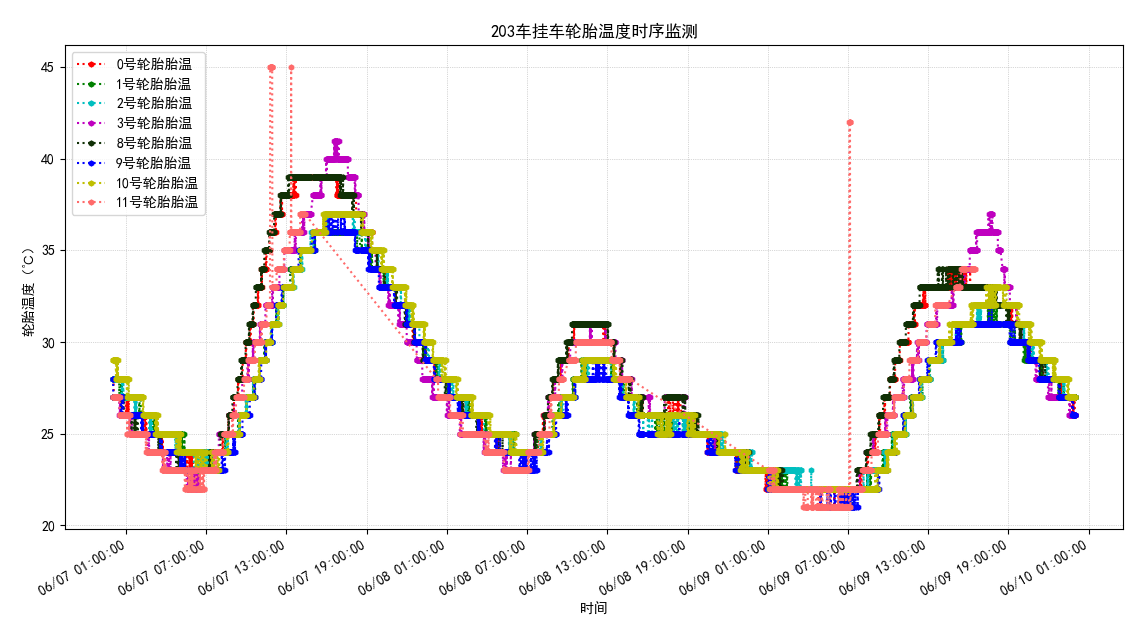 203车挂车轮胎温度时序监测
轮胎温度（℃）
45
40
35
30
25
20
0号轮胎胎温
1号轮胎胎温
2号轮胎胎温
3号轮胎胎温
8号轮胎胎温
9号轮胎胎温
10号轮胎胎温
11号轮胎胎温
06/07 01:00:00
06/07 07:00:00
06/07 13:00:00
06/07 19:00:00
06/08 01:00:00
06/08 07:00:00
06/08 13:00:00
06/08 19:00:00
06/09 01:00:00
06/09 07:00:00
06/09 13:00:00
06/09 19:00:00
06/10 01:00:00
时间